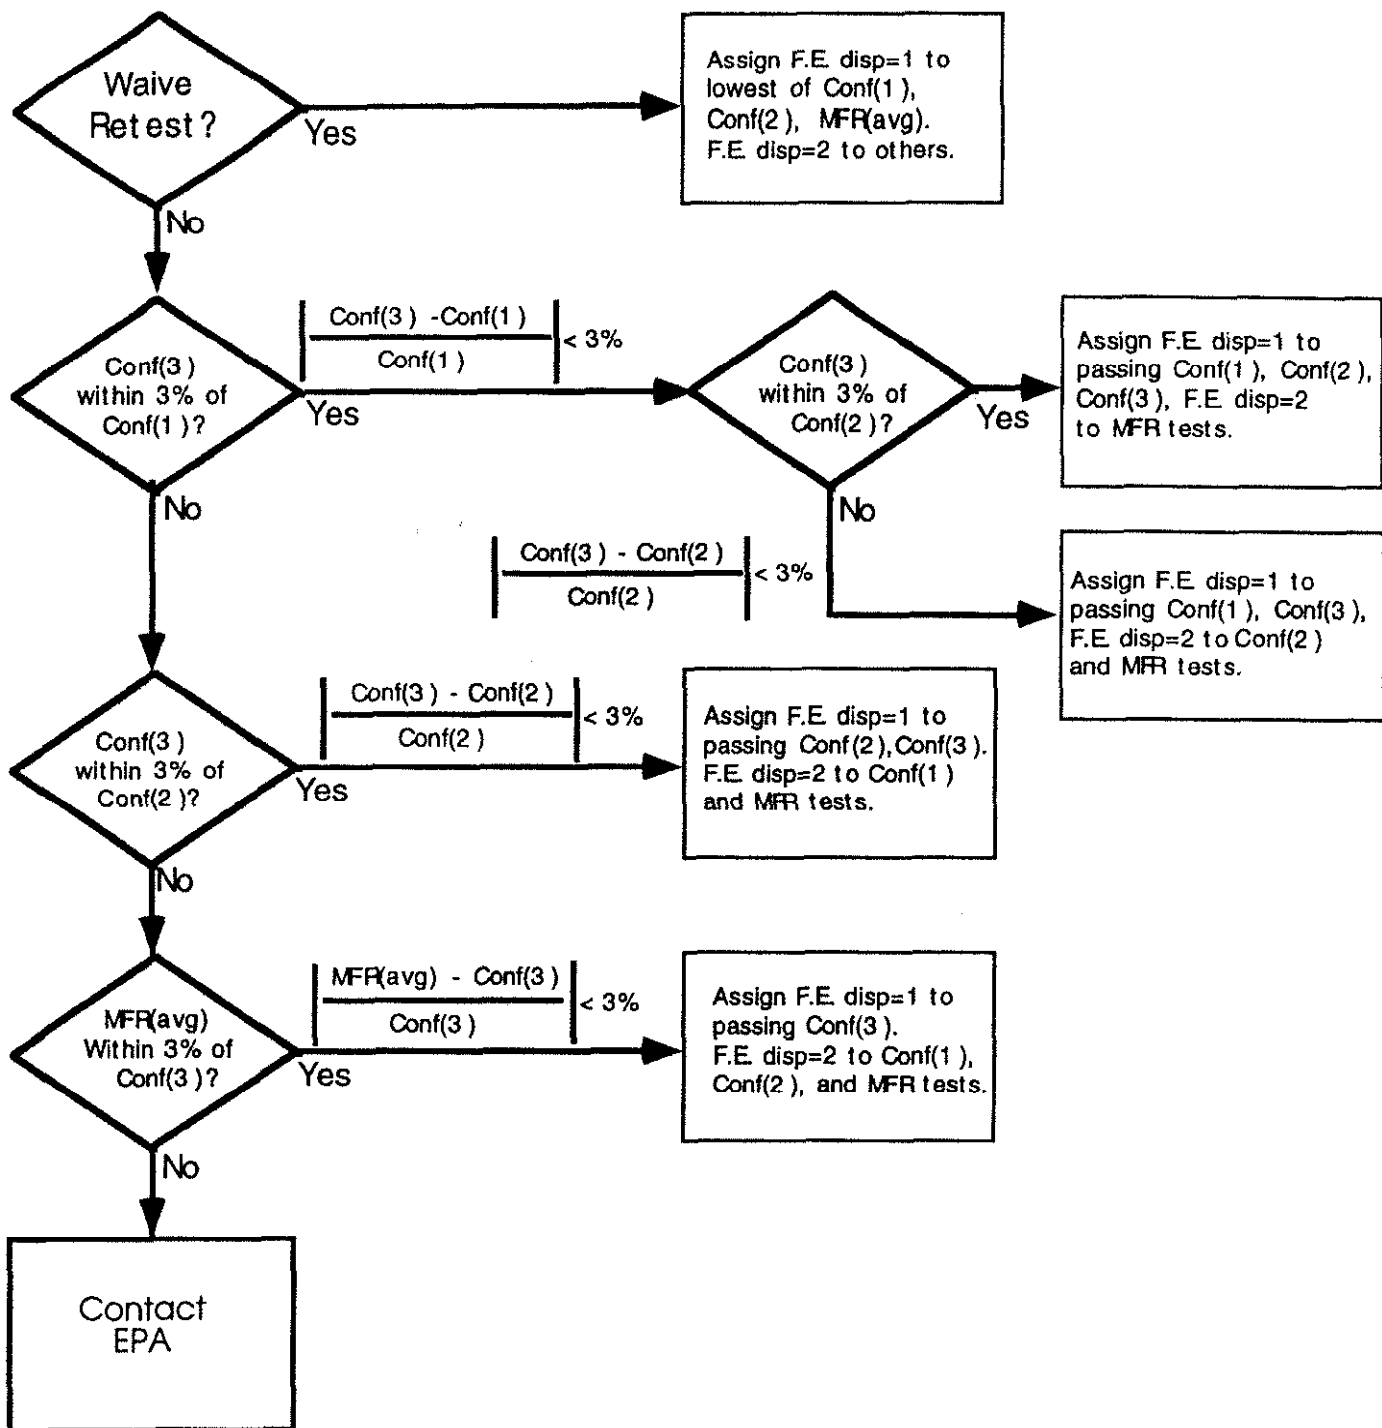 Waive
Retest?
Yes
No
Assign F.E. disp=1 to
lowest of Conf(1),
Conf(2), MFR(avg).
F.E. disp=2 to others.
Conf(3)
within 3% of
Conf(1)?
Yes
No
Conf(3) -Conf(1)
Conf(1)
< 3%
Conf(3)
within 3% of
Conf(2)?
Yes
No
Assign F.E. disp=1 to
passing Conf(1), Conf(2),
Conf(3), F.E. disp=2
to MFR tests.
Conf(3) - Conf(2)
Conf(2)
< 3%
Assign F.E. disp=1 to
passing Conf(1), Conf(3),
F.E. disp=2 to Conf(2)
and MFR tests.
Conf(3)
within 3% of
Conf(2)?
Yes
No
Conf(3) - Conf(2)
Conf(2)
< 3%
Assign F.E. disp=1 to
passing Conf(2),Conf(3).
F.E. disp=2 to Conf(1)
and MFR tests.
MFR(avg)
Within 3% of
Conf(3)?
Yes
No
MFR(avg) - Conf(3)
Conf(3)
< 3%
Assign F.E. disp=1 to
passing Conf(3).
F.E. disp=2 to Conf(1),
Conf(2), and MFR tests.
Contact
EPA